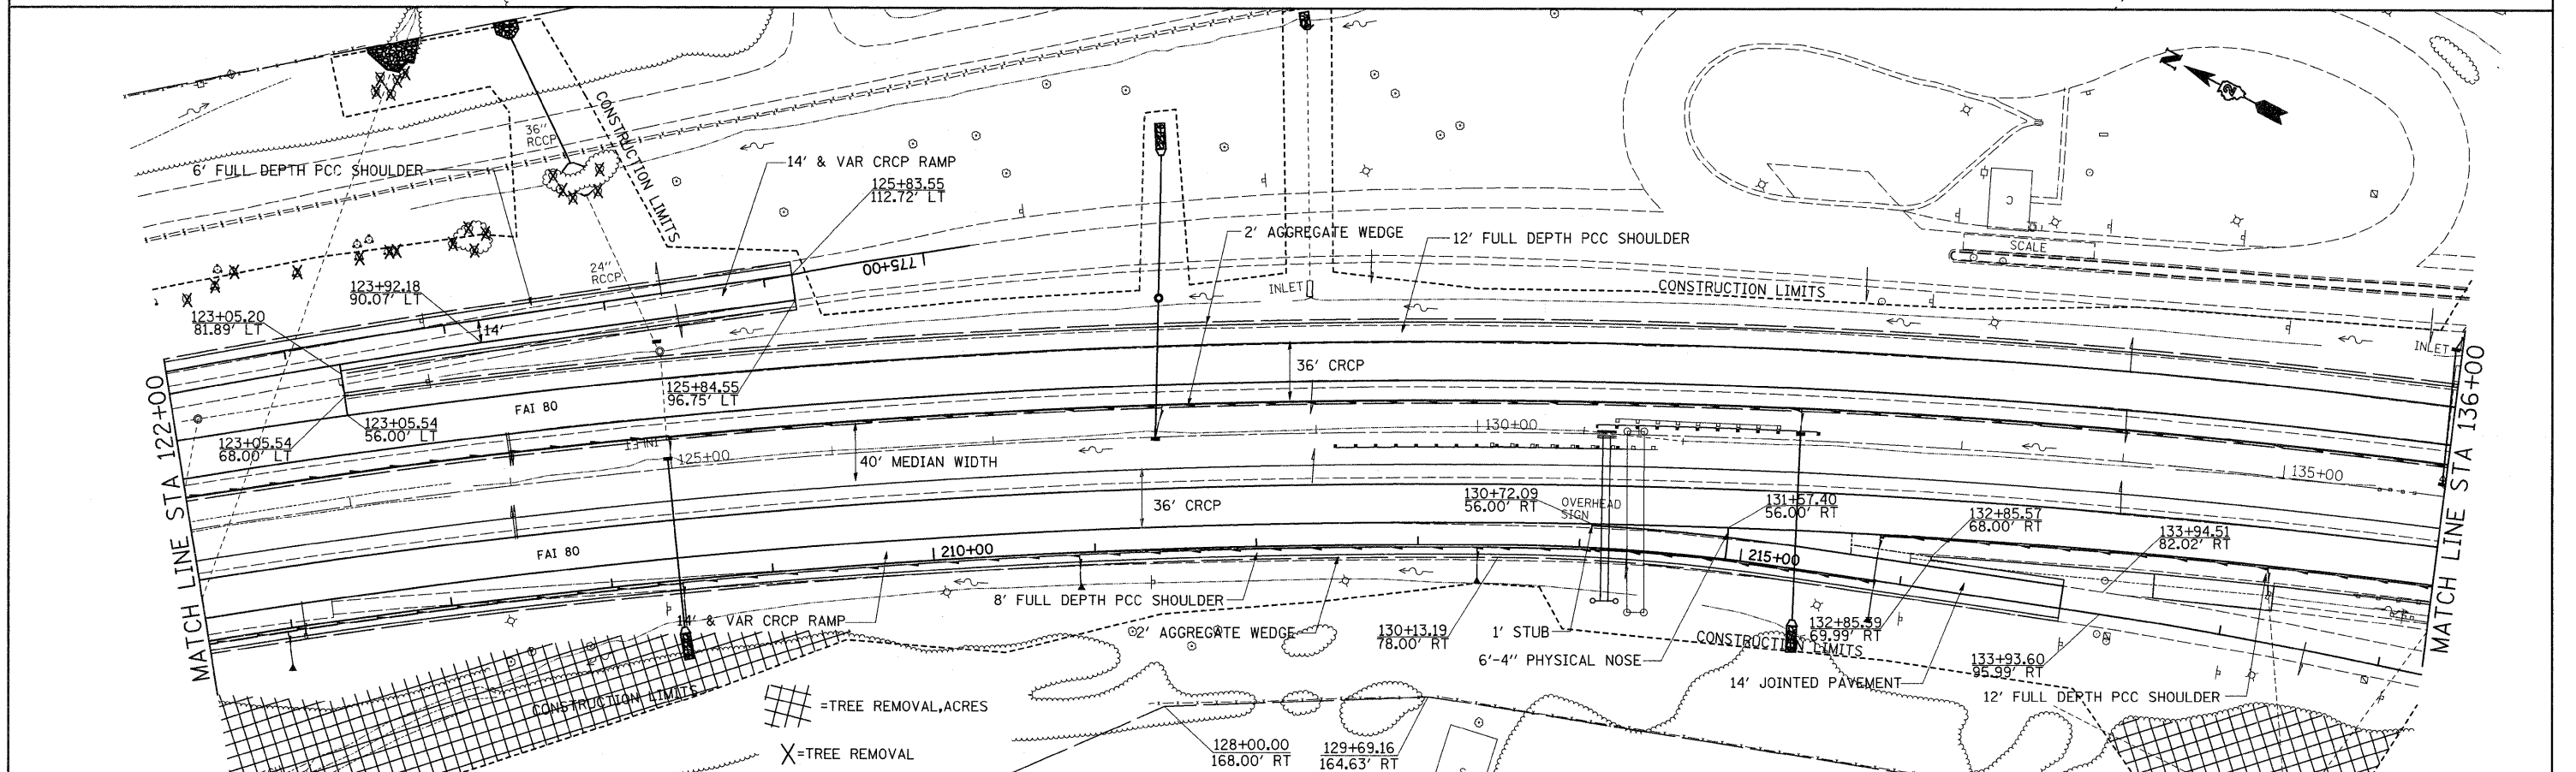 N
2
CONSTRUCTION LIMITS
36"
RCCP
6' FULL DEPTH PCC SHOULDER
14' & VAR CRCP RAMP
125+83.55
112.72' LT
2' AGGREGATE WEDGE
12' FULL DEPTH PCC SHOULDER
SCALE
24"
RCCP
775+00
INLET
CONSTRUCTION LIMITS
123+92.18
90.07' LT
123+05.20
81.89' LT
14'
INLET
36' CRCP
125+84.55
96.75' LT
FAI 80
123+05.54
56.00' LT
123+05.54
68.00' LT
INLET
125+00
130+00
40' MEDIAN WIDTH
135+00
MATCH LINE STA 122+00
MATCH LINE STA 136+00
36' CRCP
130+72.09
56.00' RT
OVERHEAD
SIGN
131+57.40
56.00' RT
132+85.57
68.00' RT
133+94.51
82.02' RT
FAI 80
210+00
215+00
8' FULL DEPTH PCC SHOULDER
14' & VAR CRCP RAMP
2' AGGREGATE WEDGE
130+13.19
78.00' RT
1' STUB
132+85.59
69.99' RT
CONSTRUCTION LIMITS
6'-4" PHYSICAL NOSE
133+93.60
95.99' RT
14' JOINTED PAVEMENT
12' FULL DEPTH PCC SHOULDER
CONSTRUCTION LIMITS
=TREE REMOVAL,ACRES
X=TREE REMOVAL
128+00.00
168.00' RT
129+69.16
164.63' RT